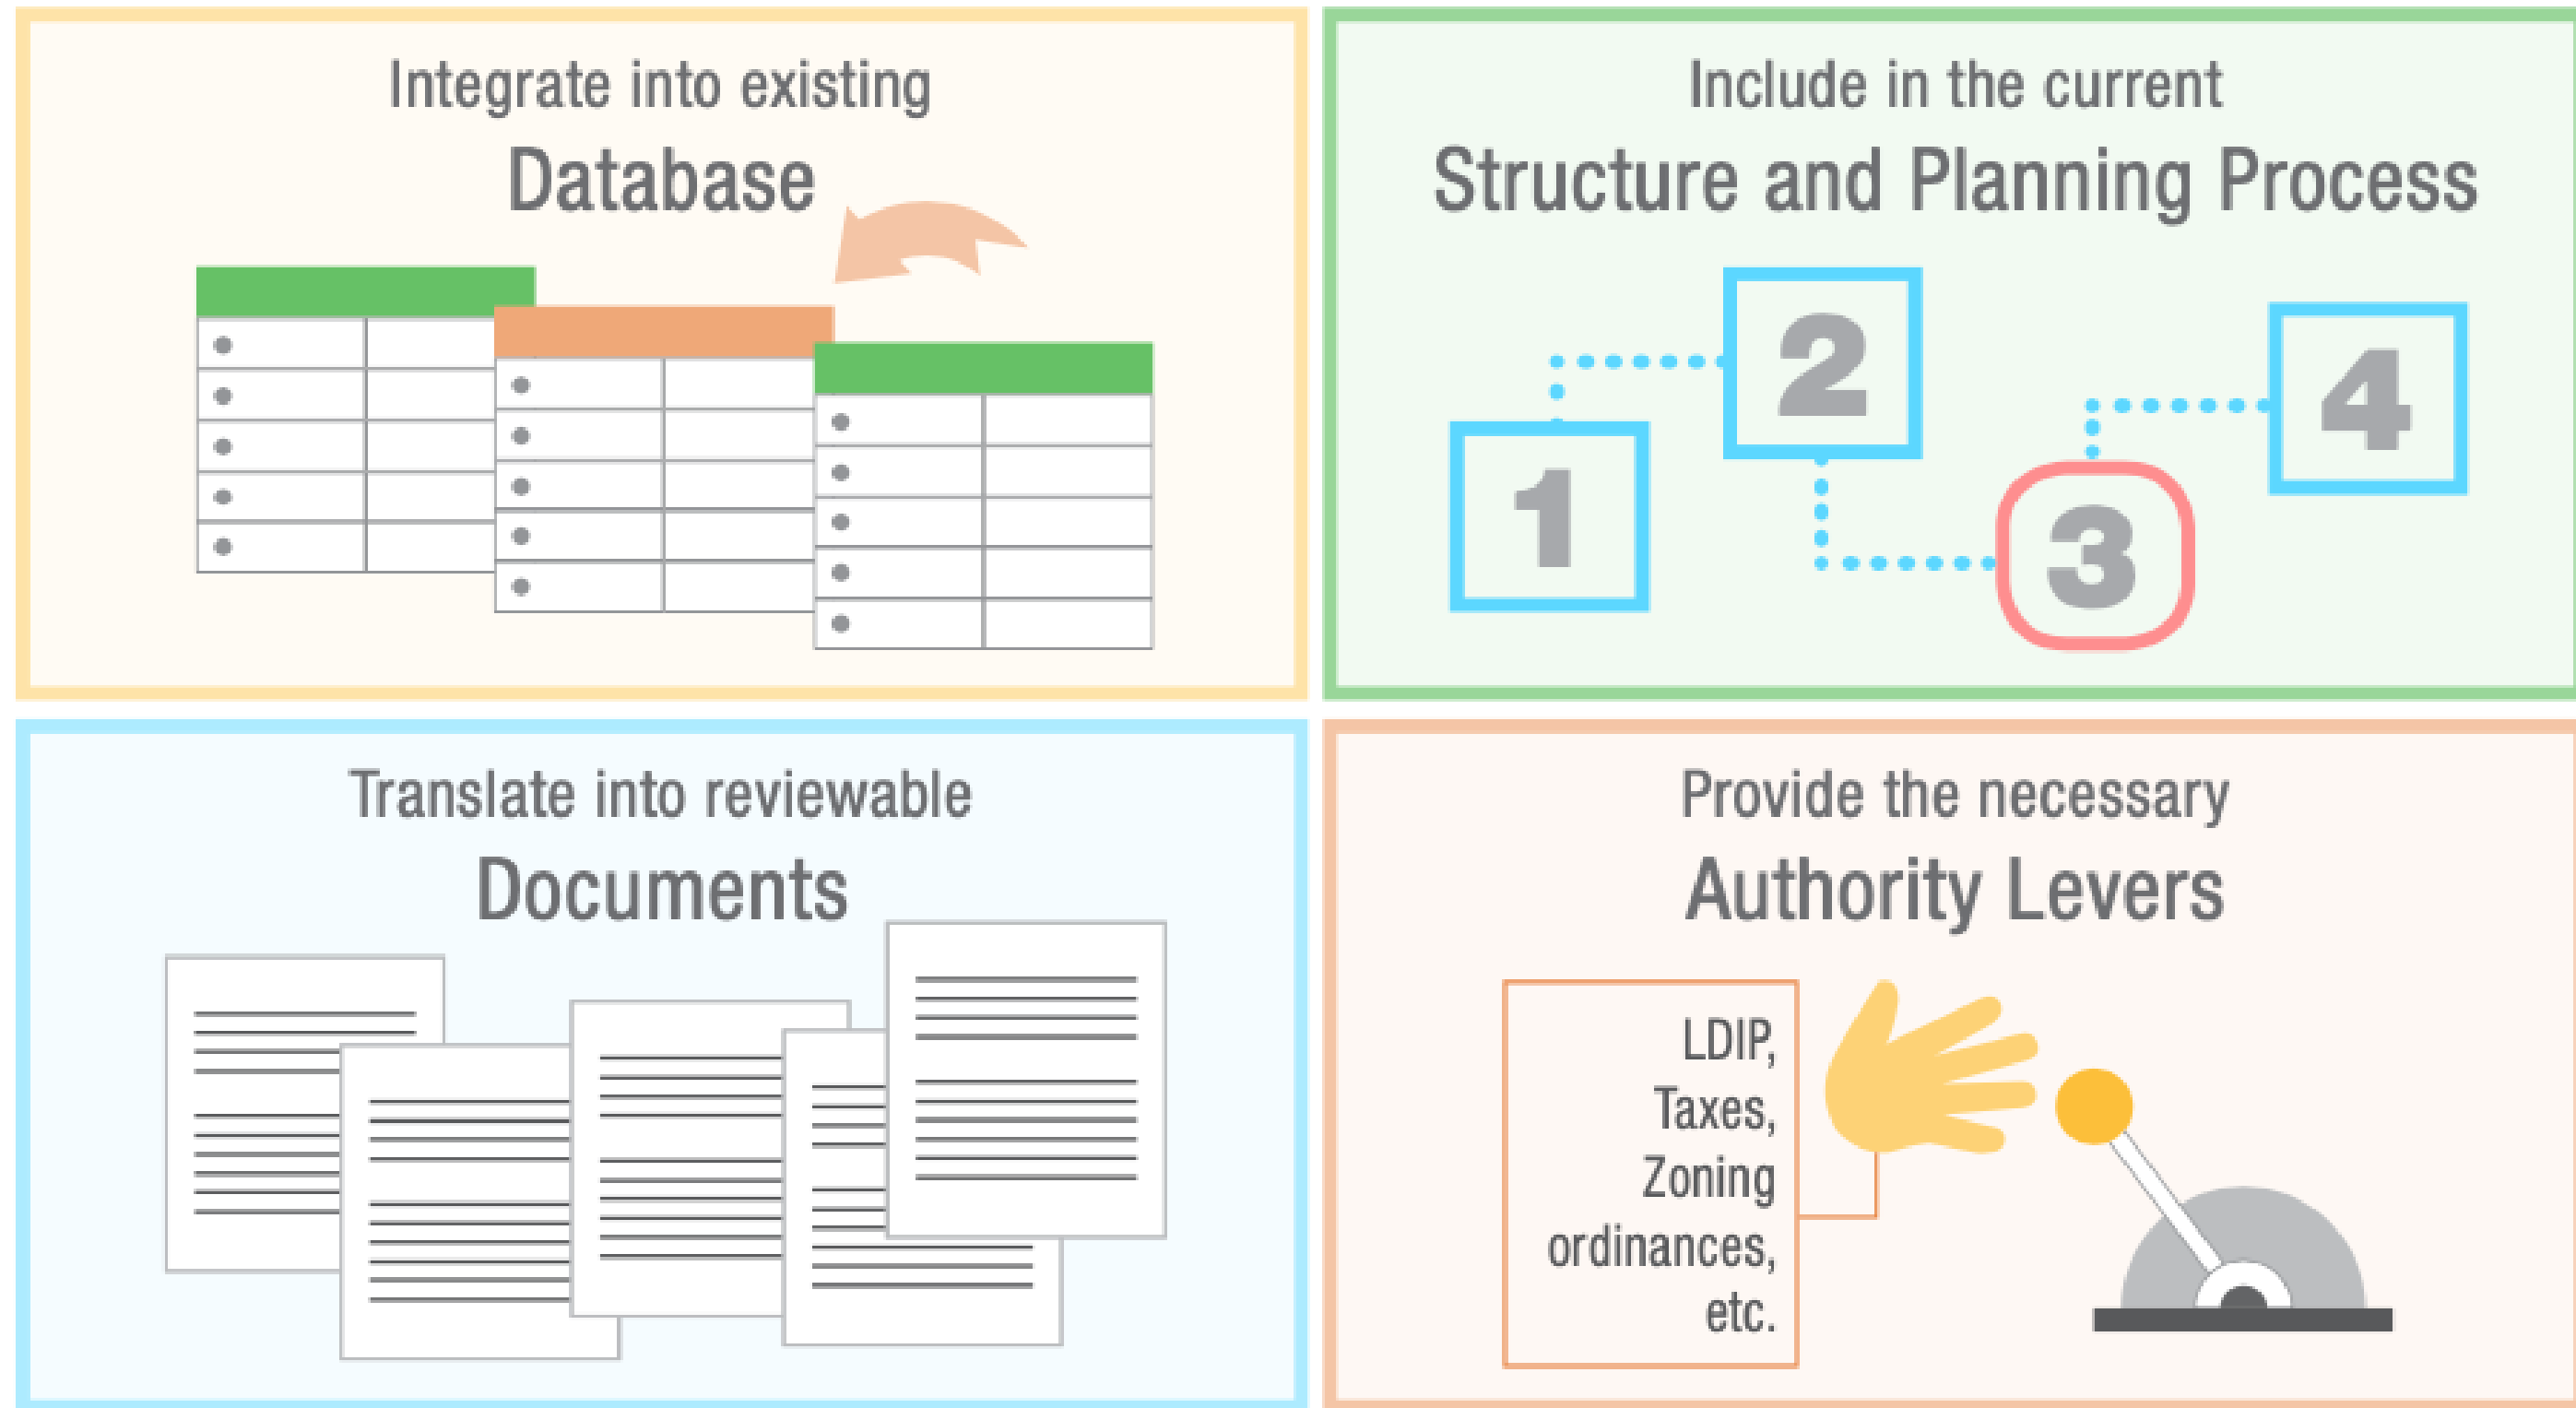 Integrate into existing
Database
Include in the current
Structure and Planning Process
1
2
3
4
Translate into reviewable
Documents
Provide the necessary
Authority Levers
LDIP,
Taxes,
Zoning
ordinances,
etc.